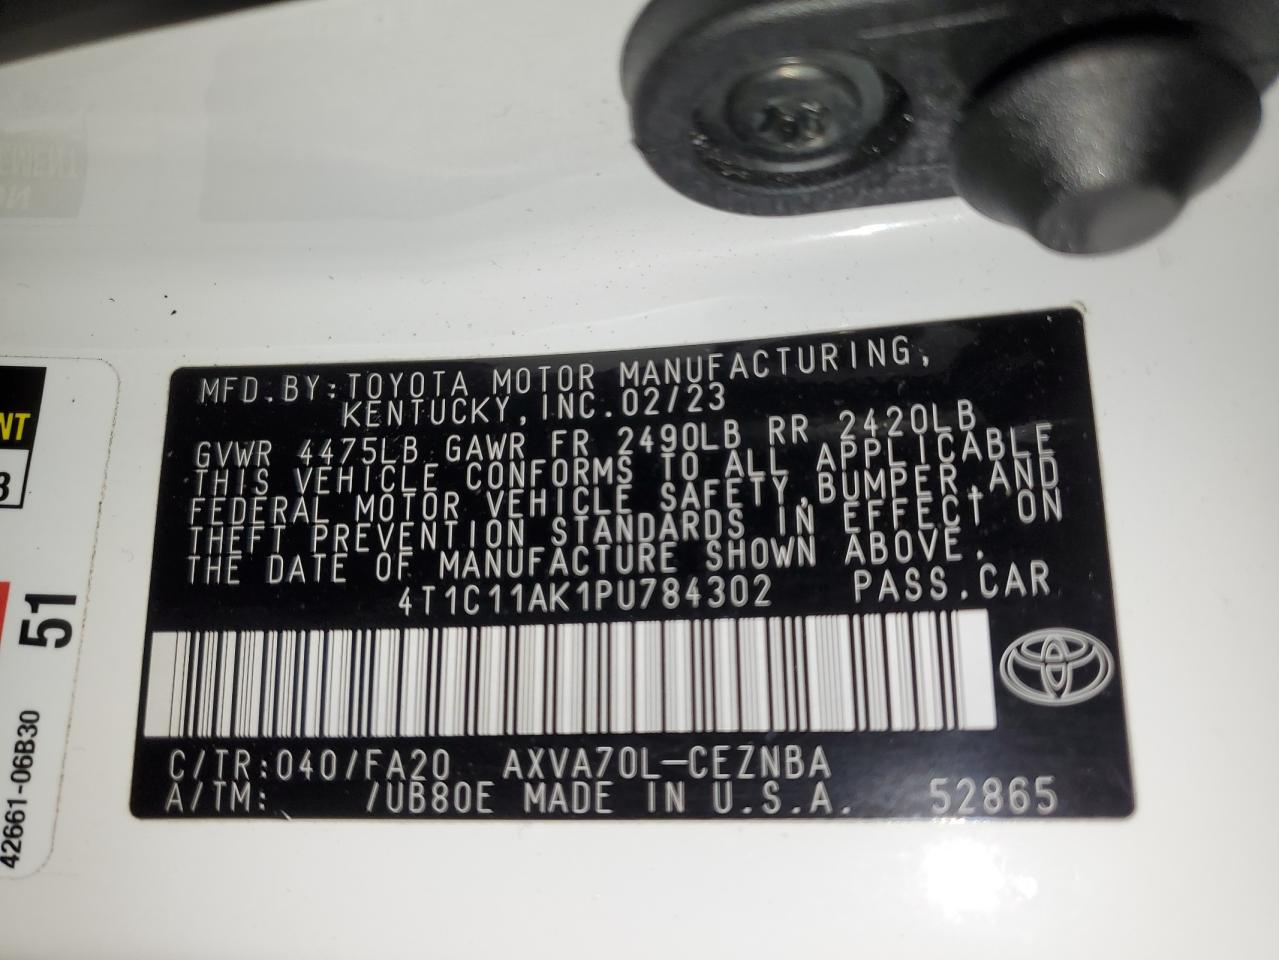 MFD.BY:TOYOTA MOTOR MANUFACTURING,
KENTUCKY, INC. 02/23
GVWR 4475LB GAWR FR 2490LB RR 2420LB
THIS VEHICLE CONFORMS TO ALL APPLICABLE
FEDERAL MOTOR VEHICLE SAFETY, BUMPER, AND
THEFT PREVENTION STANDARDS IN EFFECT ON
THE DATE OF MANUFACTURE SHOWN ABOVE.
4T1C11AK1PU784302 PASS.CAR
C/TR:040/FA20 AXVA70L-CEZNBA
A/TM: /UB80E MADE IN U.S.A. 52865
51
42661-06B30